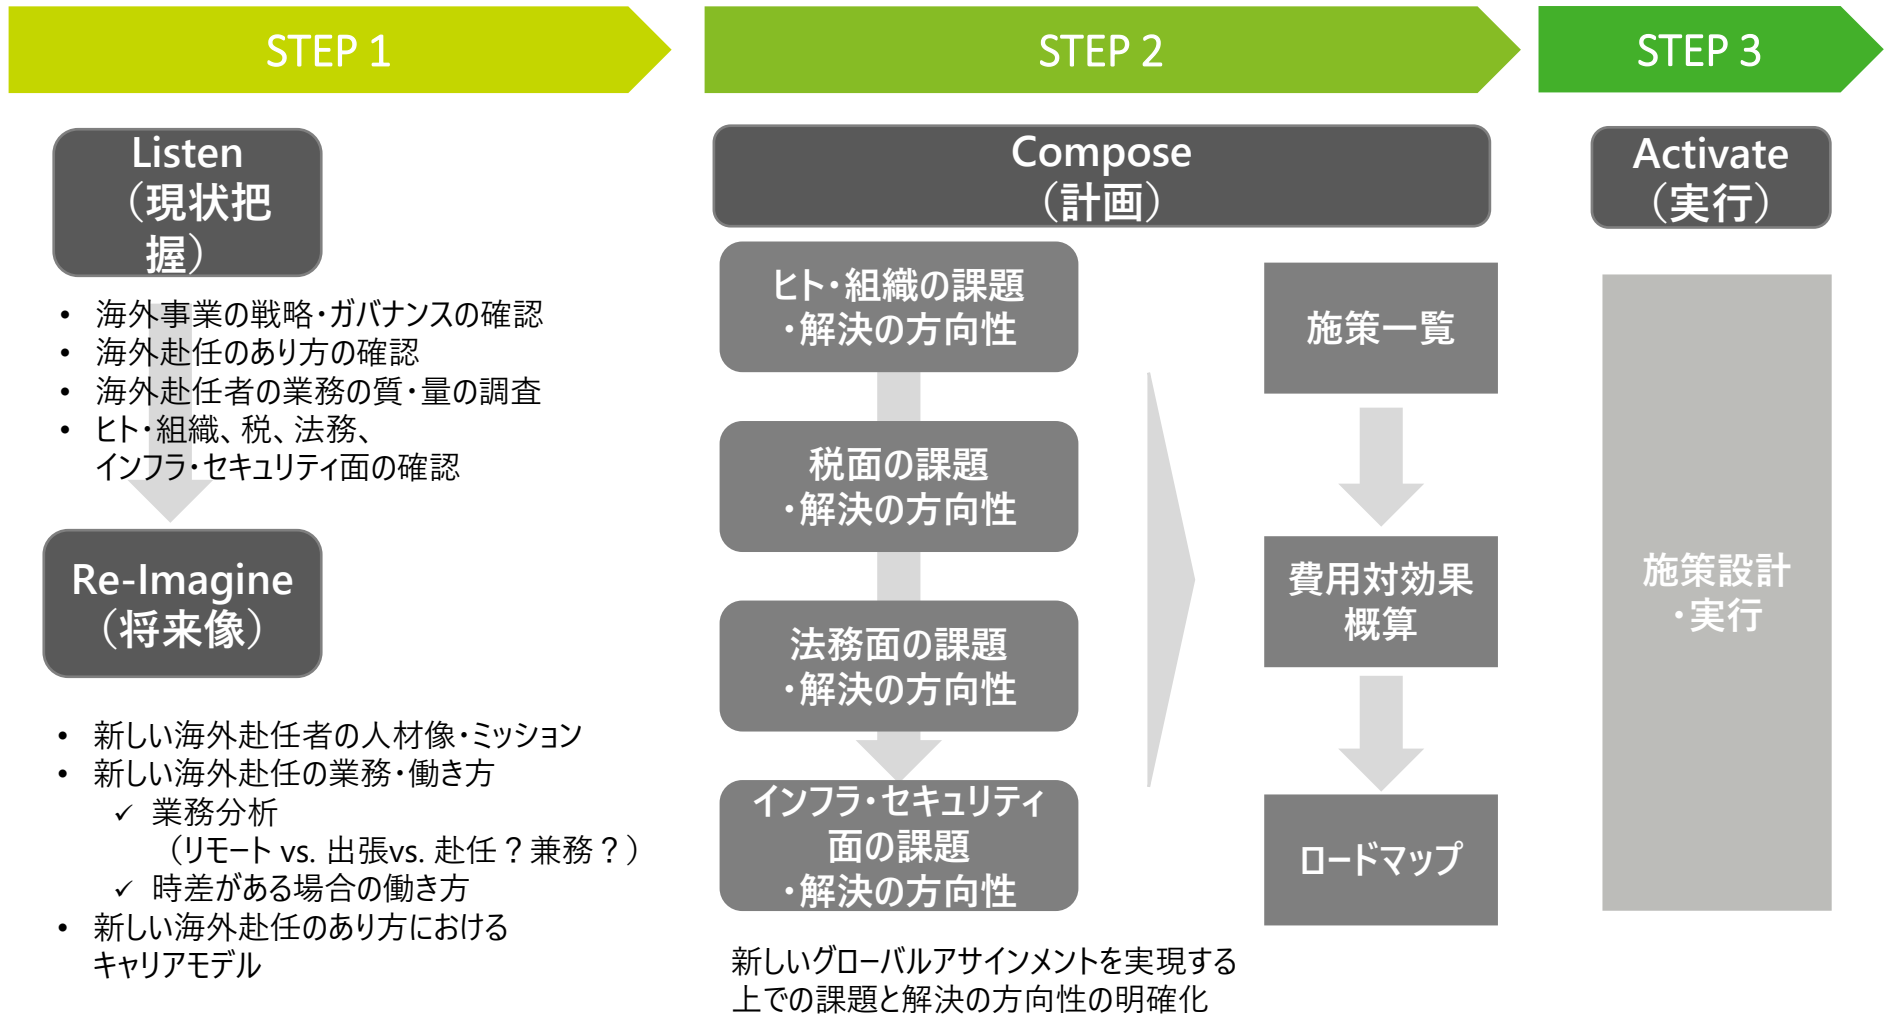 STEP 1
STEP 2
STEP 3
Listen
（現状把
握）
• 海外事業の戦略・ガバナンスの確認
• 海外赴任のあり方の確認
• 海外赴任者の業務の質・量の調査
• ヒト・組織、税、法務、
インフラ・セキュリティ面の確認
Re-Imagine
（将来像）
• 新しい海外赴任者の人材像・ミッション
• 新しい海外赴任の業務・働き方
✓ 業務分析
（リモート vs. 出張vs. 赴任？兼務？）
✓ 時差がある場合の働き方
• 新しい海外赴任のあり方における
キャリアモデル
Compose
（計画）
ヒト・組織の課題
・解決の方向性
税面の課題
・解決の方向性
法務面の課題
・解決の方向性
インフラ・セキュリティ
面の課題
・解決の方向性
新しいグローバルアサインメントを実現する
上での課題と解決の方向性の明確化
施策一覧
費用対効果
概算
ロードマップ
Activate
（実行）
施策設計
・実行